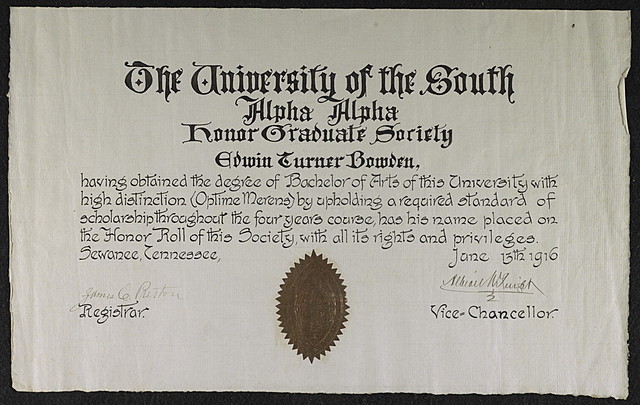 The University of the South
Alpha Alpha
Honor Graduate Society
Edwin Turner Bowden,
having obtained the degree of Bachelor of Arts of this University with
high distinction (Optime Merens) by upholding a required standard of
scholarship throughout the four years course, has his name placed on
the Honor Roll of this Society, with all its rights and privileges.
Sewanee, Tennessee, June 13th 1916
James C. Preston
Registrar. Vice-Chancellor.